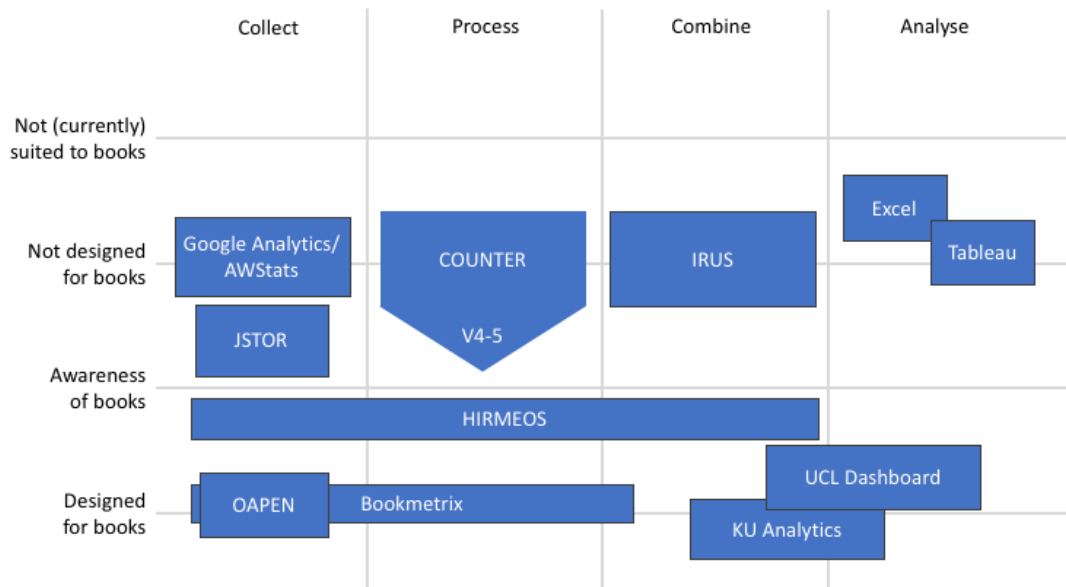 Collect
Process
Combine
Analyse
Not (currently)
suited to books
Excel
Not designed
for books
Google Analytics/
AWStats
COUNTER
IRUS
Tableau
JSTOR
V4-5
Awareness
of books
HIRMEOS
UCL Dashboard
Designed
for books
OAPEN
Bookmetrix
KU Analytics